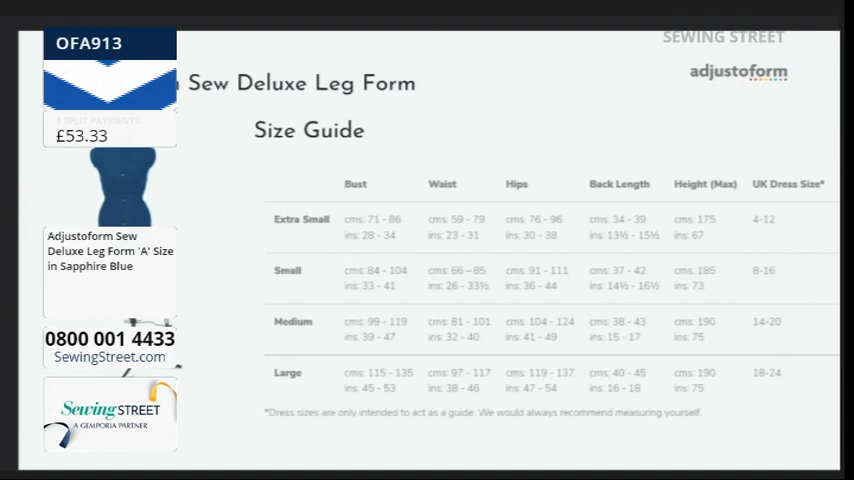 OFA913
SEWING STREET
adjustoform
Sew Deluxe Leg Form
Size Guide
3 SPLIT PAYMENTS
£53.33
Adjustoform Sew
Deluxe Leg Form 'A' Size
in Sapphire Blue
0800 001 4433
SewingStreet.com
Sewing STREET
A GEMPORIA PARTNER
Bust Waist Hips Back Length Height (Max) UK Dress Size*
Extra Small cms: 71 - 86 cms: 59 - 79 cms: 76 - 96 cms: 34 - 39 cms: 175 4-12
ins: 28 - 34 ins: 23 - 31 ins: 30 - 38 ins: 13½ - 15½ ins: 67
Small cms: 84 - 104 cms: 66 – 85 cms: 91 - 111 cms: 37 - 42 cms: 185 8-16
ins: 33 - 41 ins: 26 - 33½ ins: 36 - 44 ins: 14½ - 16½ ins: 73
Medium cms: 99 - 119 cms: 81 - 101 cms: 104 - 124 cms: 38 - 43 cms: 190 14-20
ins: 39 - 47 ins: 32 - 40 ins: 41 - 49 ins: 15 - 17 ins: 75
Large cms: 115 - 135 cms: 97 - 117 cms: 119 - 137 cms: 40 - 45 cms: 190 18-24
ins: 45 - 53 ins: 38 - 46 ins: 47 - 54 ins: 16 - 18 ins: 75
*Dress sizes are only intended to act as a guide. We would always recommend measuring yourself